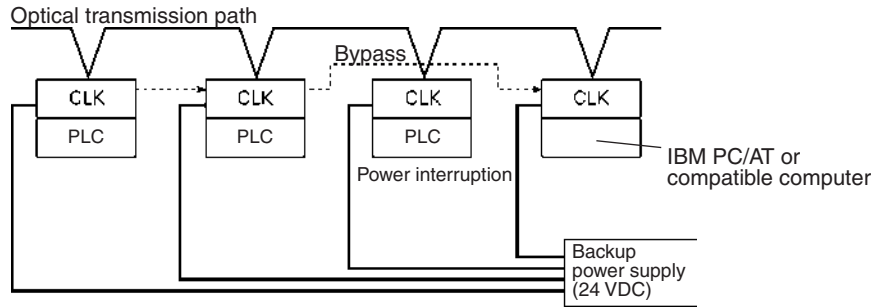 Optical transmission path
Bypass
CLK
CLK
CLK
CLK
PLC
PLC
PLC
Power interruption
IBM PC/AT or
compatible computer
Backup
power supply
(24 VDC)